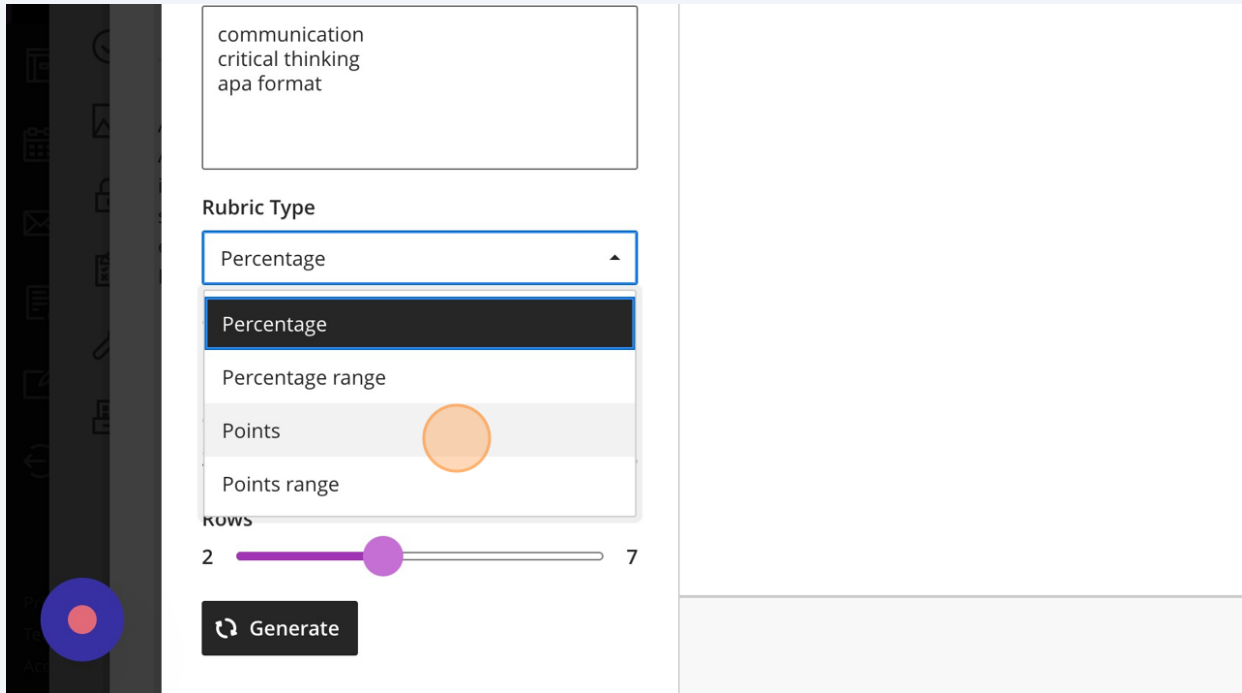 communication
critical thinking
apa format
Rubric Type
Percentage
Percentage
Percentage range
Points
Points range
Rows
2 7
Generate